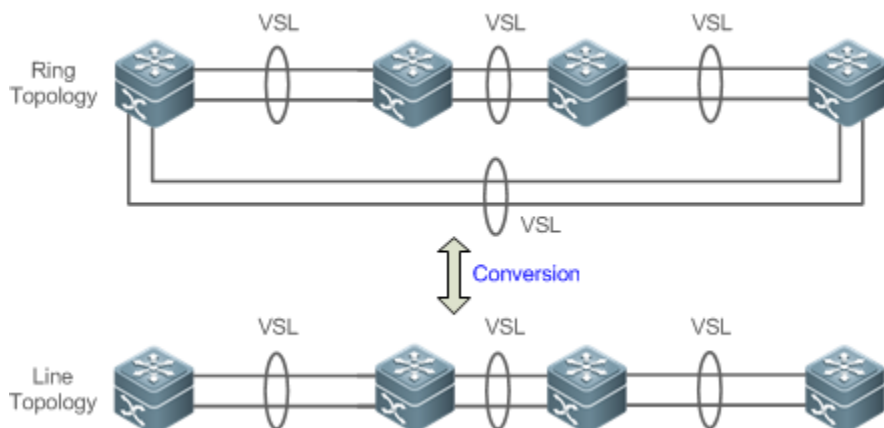 VSL VSL VSL
Ring
Topology
VSL
Conversion
VSL VSL VSL
Line
Topology